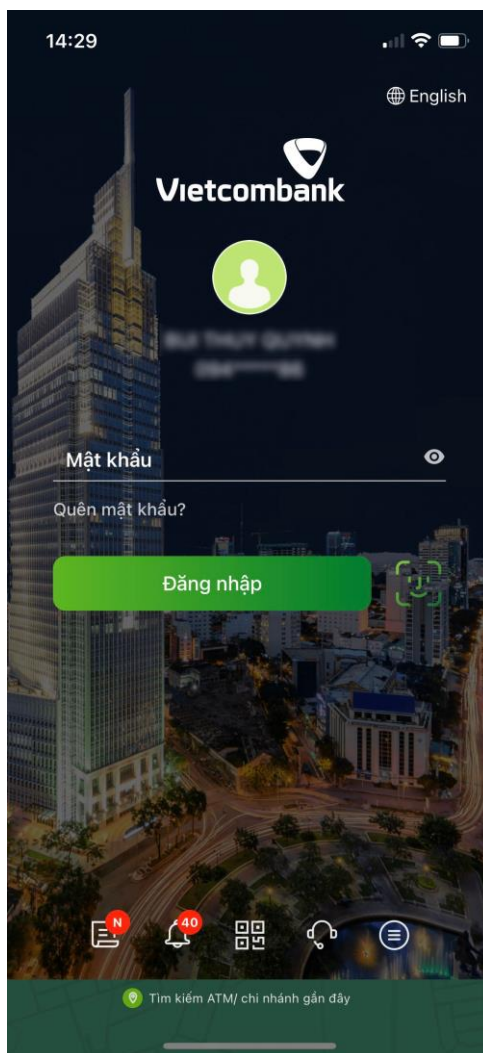 14:29
English
Vietcombank
Mật khẩu
Quên mật khẩu?
Đăng nhập
N
40
Tìm kiếm ATM/ chi nhánh gần đây